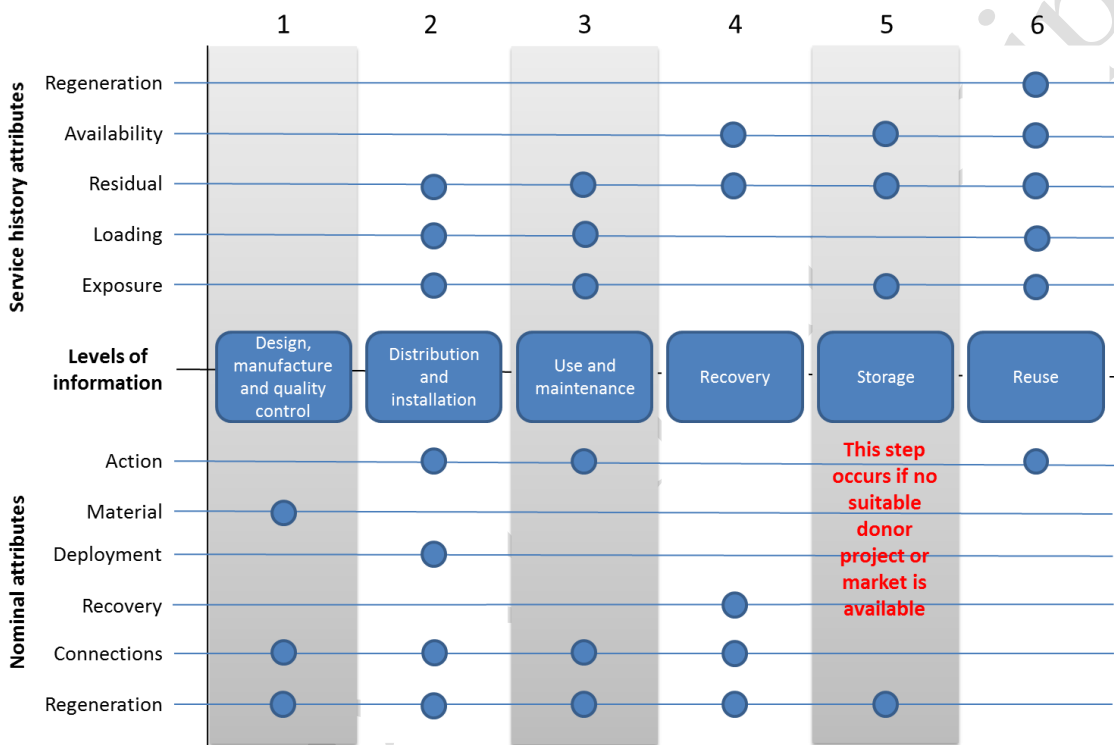 1 2 3 4 5 6
Service history attributes
Regeneration
Availability
Residual
Loading
Exposure
Levels of
information
Design,
manufacture
and quality
control
Distribution
and
installation
Use and
maintenance
Recovery
Storage
Reuse
This step
occurs if no
suitable
donor
project or
market is
available
Nominal attributes
Action
Material
Deployment
Recovery
Connections
Regeneration